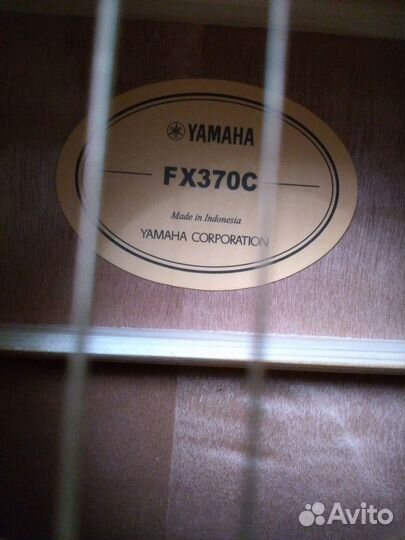 YAMAHA
FX370C
Made in Indonesia
YAMAHA CORPORATION
Avito